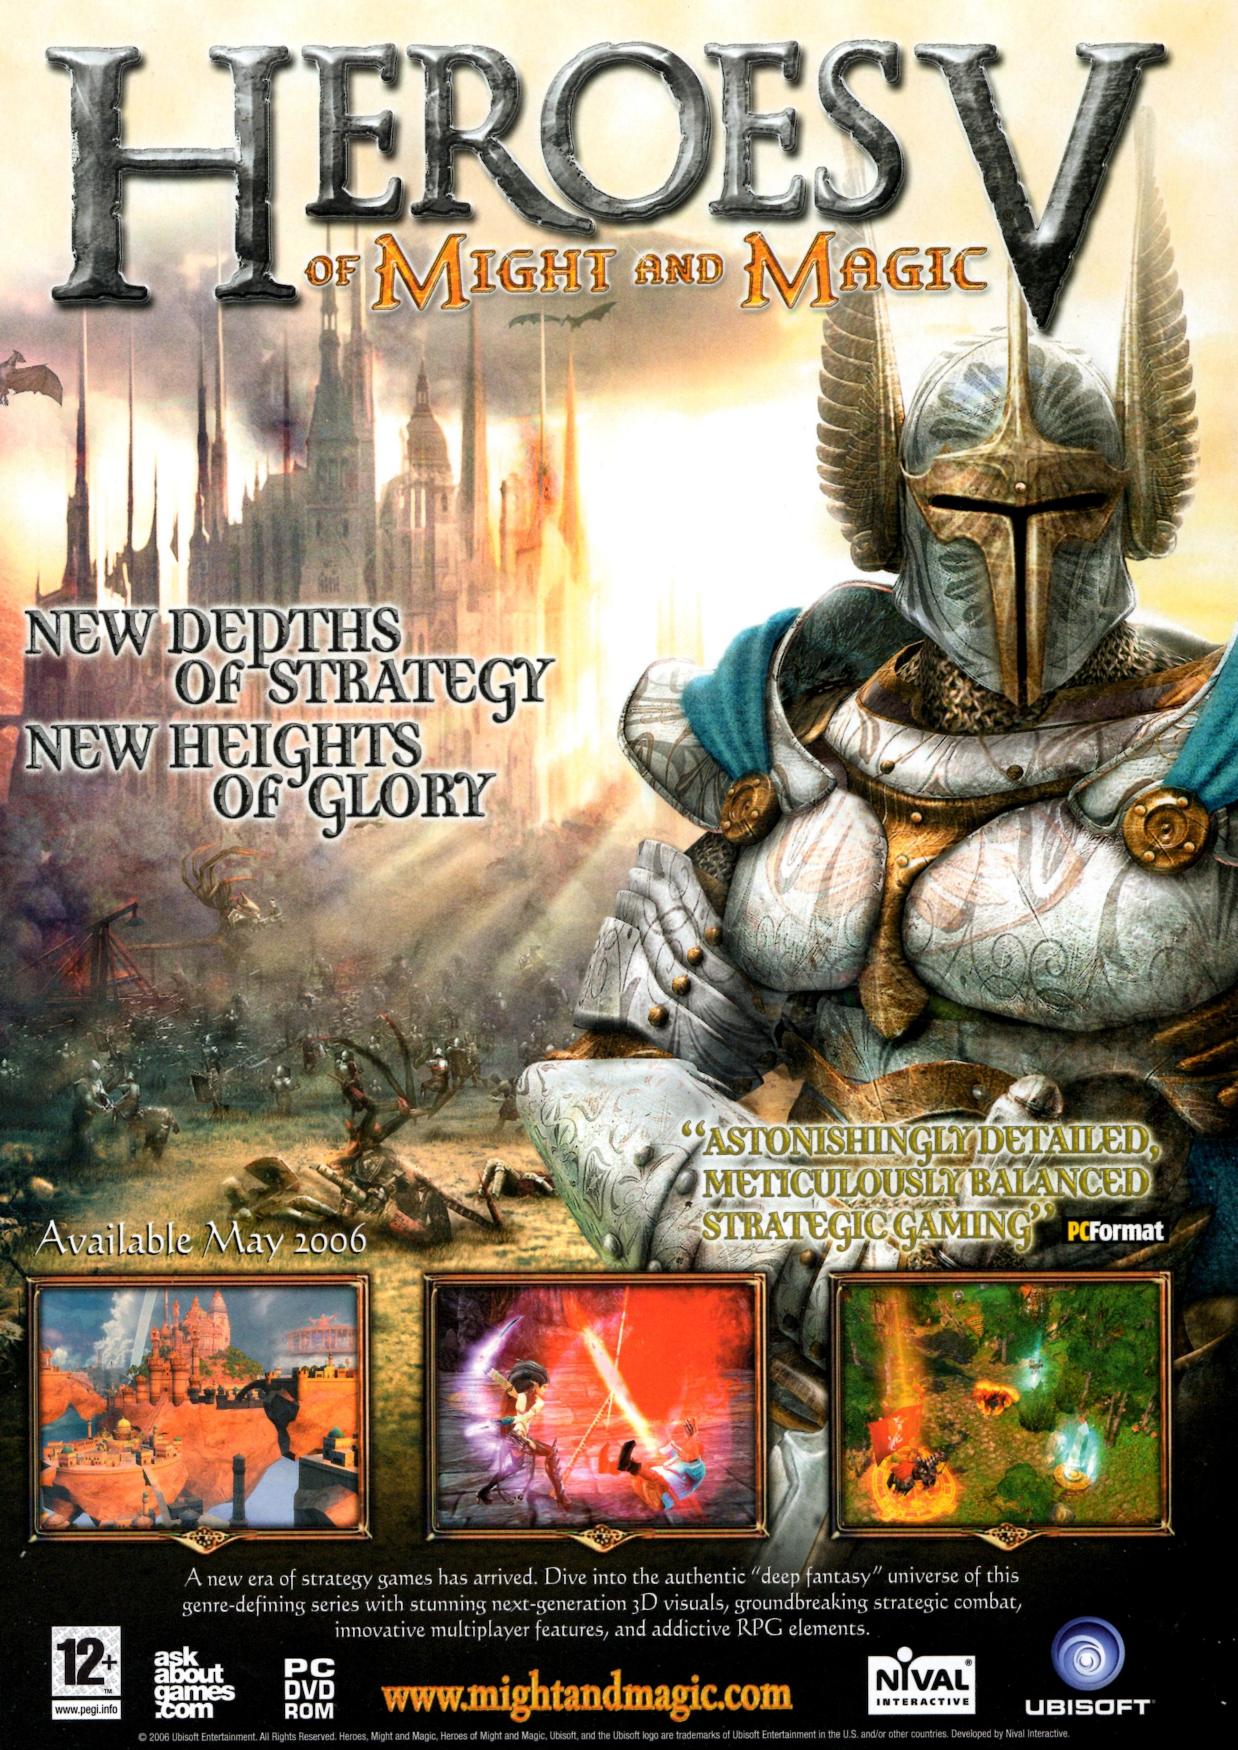 HEROES V
OF MIGHT AND MAGIC
NEW DEPTHS
OF STRATEGY
NEW HEIGHTS
OF GLORY
"ASTONISHINGLY DETAILED,
METICULOUSLY BALANCED
STRATEGIC GAMING" PCFormat
Available May 2006
A new era of strategy games has arrived. Dive into the authentic "deep fantasy" universe of this
genre-defining series with stunning next-generation 3D visuals, groundbreaking strategic combat,
innovative multiplayer features, and addictive RPG elements.
12+
TM
www.pegi.info
ask
about
games
.com
PC
DVD
ROM
www.mightandmagic.com
NIVAL®
INTERACTIVE
UBISOFT™
© 2006 Ubisoft Entertainment. All Rights Reserved. Heroes, Might and Magic, Heroes of Might and Magic, Ubisoft, and the Ubisoft logo are trademarks of Ubisoft Entertainment in the U.S. and/or other countries. Developed by Nival Interactive.